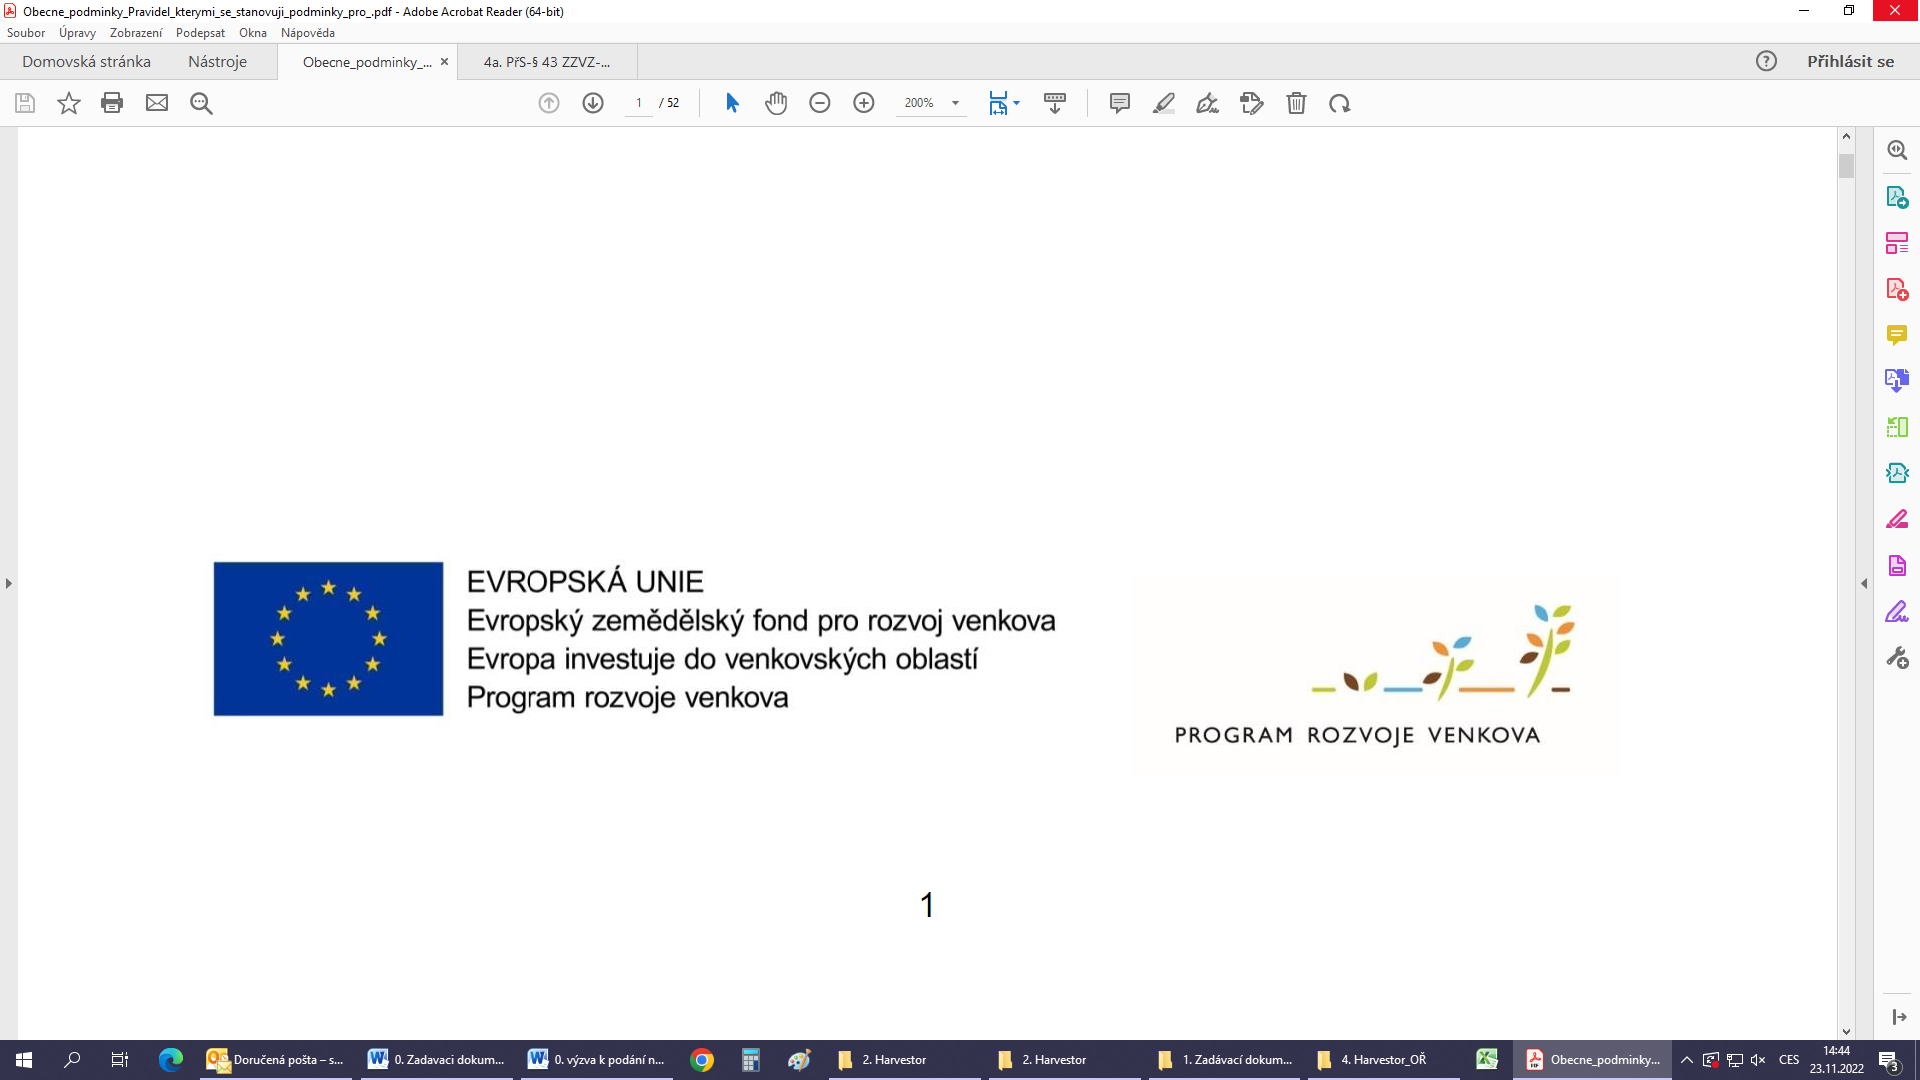 Obecne_podminky_Pravidel_kterymi_se_stanovuji_podminky_pro_.pdf - Adobe Acrobat Reader (64-bit)
Soubor Úpravy Zobrazení Podepsat Okna Nápověda
Domovská stránka Nástroje Obecne_podminky_... × 4a. PřS-§ 43 ZZVZ-... Přihlásit se
1 / 52 200%
EVROPSKÁ UNIE
Evropský zemědělský fond pro rozvoj venkova
Evropa investuje do venkovských oblastí
Program rozvoje venkova
PROGRAM ROZVOJE VENKOVA
1
Doručená pošta – s... 0. Zadavaci dokum... 0. výzva k podání n... 2. Harvestor 2. Harvestor 1. Zadávací dokum... 4. Harvestor_OŘ Obecne_podminky... CES 14:44
23.11.2022 3